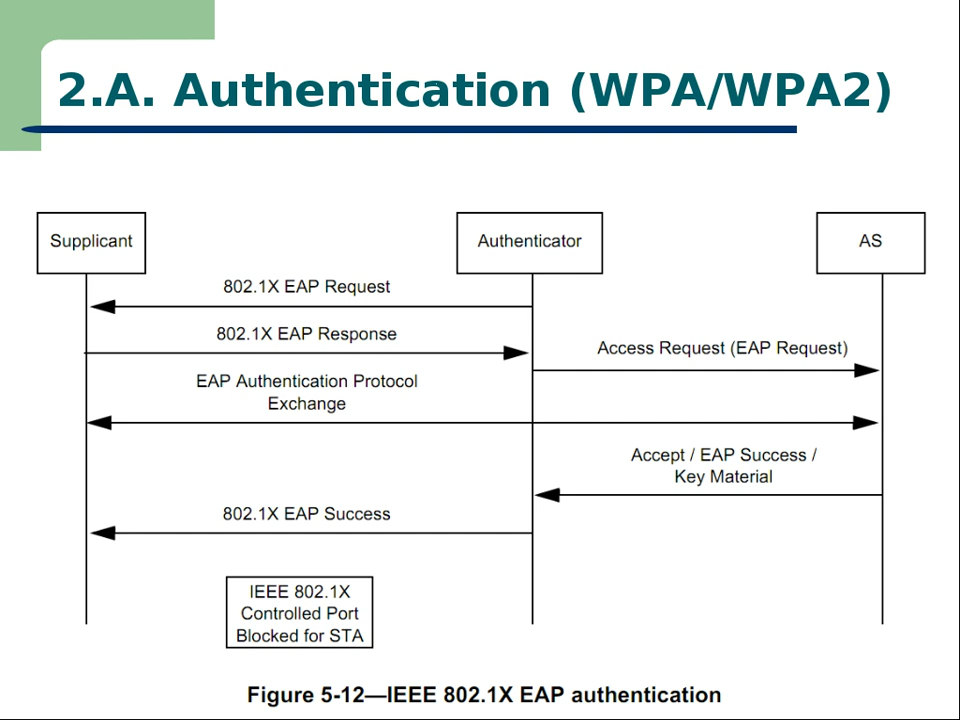 2.A. Authentication (WPA/WPA2)
Supplicant
Authenticator
AS
802.1X EAP Request
802.1X EAP Response
Access Request (EAP Request)
EAP Authentication Protocol
Exchange
Accept / EAP Success /
Key Material
802.1X EAP Success
IEEE 802.1X
Controlled Port
Blocked for STA
Figure 5-12—IEEE 802.1X EAP authentication